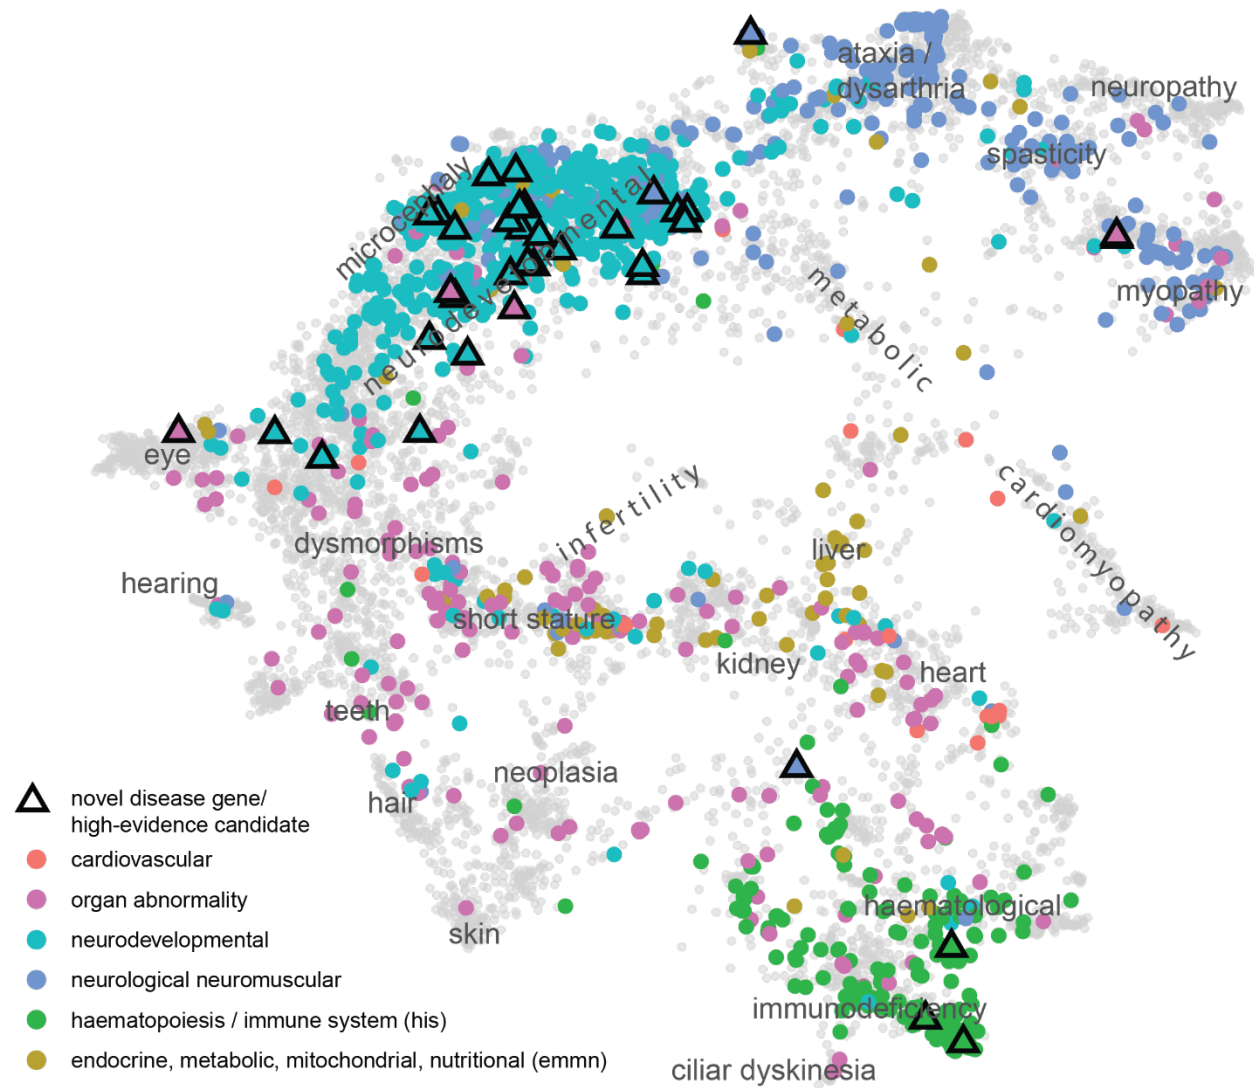 ataxia /
dysarthria
neuropathy
spasticity
myopathy
microcephaly
neurodevelopmental
metabolic
eye
cardiomyopathy
infertility
dysmorphisms
liver
hearing
short stature
kidney
heart
teeth
neoplasia
hair
haematological
skin
immunodeficiency
ciliar dyskinesia
novel disease gene/
high-evidence candidate
cardiovascular
organ abnormality
neurodevelopmental
neurological neuromuscular
haematopoiesis / immune system (his)
endocrine, metabolic, mitochondrial, nutritional (emmn)